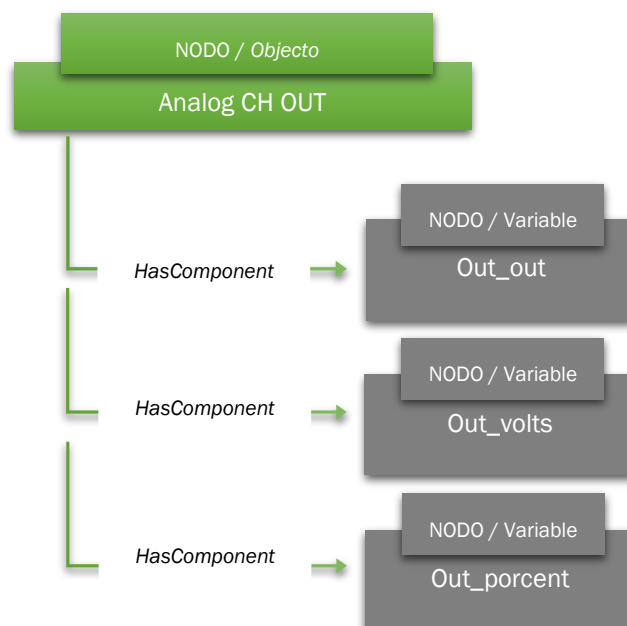 NODO / Objecto
Analog CH OUT
NODO / Variable
Out_out
HasComponent
NODO / Variable
Out_volts
HasComponent
NODO / Variable
Out_porcent
HasComponent